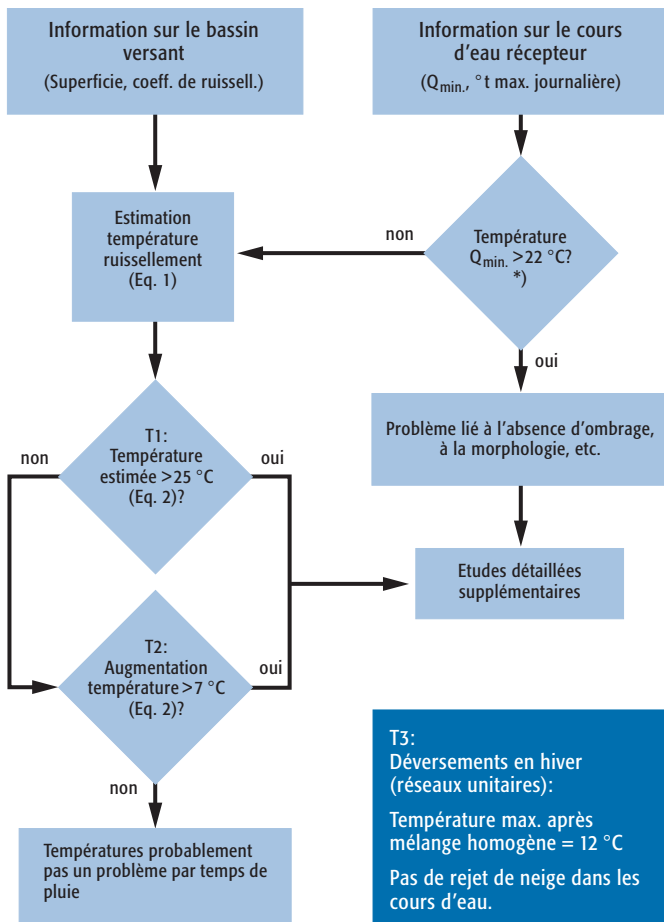 Information sur le bassin
versant
(Superficie, coeff. de ruissell.)
Information sur le cours
d'eau récepteur
(Qmin., °t max. journalière)
Estimation
température
ruissellement
(Eq. 1)
non
Température
Qmin. >22 °C?
*)
oui
T1:
Température
estimée >25 °C
(Eq. 2)?
non
oui
Problème lié à l'absence d'ombrage,
à la morphologie, etc.
Etudes détaillées
supplémentaires
T2:
Augmentation
température >7 °C
(Eq. 2)?
oui
non
Températures probablement
pas un problème par temps de
pluie
T3:
Déversements en hiver
(réseaux unitaires):
Température max. après
mélange homogène = 12 °C
Pas de rejet de neige dans les
cours d'eau.